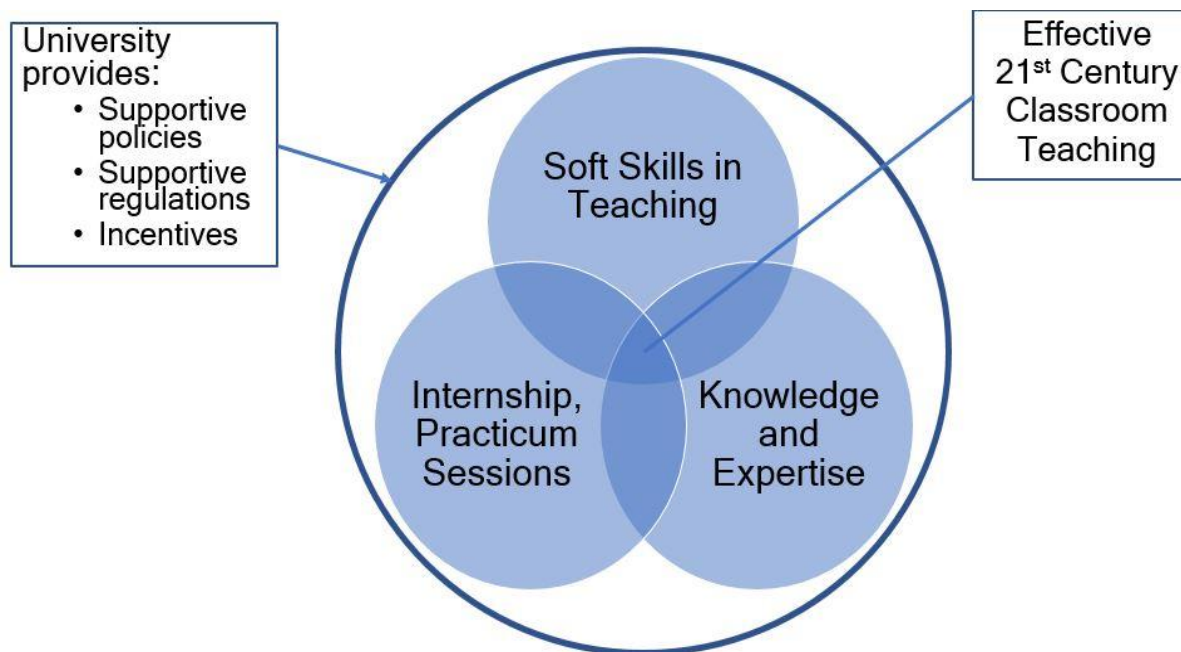 University
provides:
• Supportive
policies
• Supportive
regulations
• Incentives
Effective
21st Century
Classroom
Teaching
Soft Skills in
Teaching
Internship,
Practicum
Sessions
Knowledge
and
Expertise